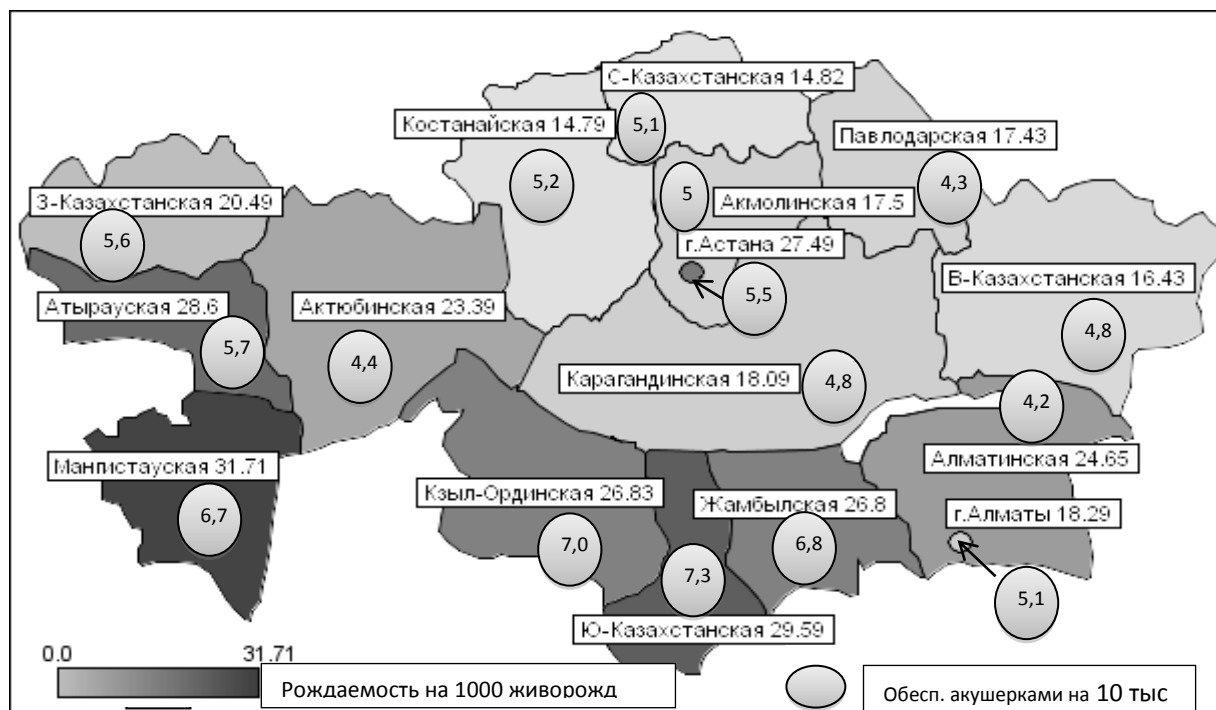 С-Казахстанская 14.82
Костанайская 14.79
5,1
Павлодарская 17.43
5,2
З-Казахстанская 20.49
5
Акмолинская 17.5
4,3
5,6
г.Астана 27.49
В-Казахстанская 16.43
5,5
Атырауская 28.6
Актюбинская 23.39
4,8
5,7
4,4
Карагандинская 18.09
4,8
4,2
Алматинская 24.65
Мангистауская 31.71
Кзыл-Ординская 26.83
Жамбылская 26.8
г.Алматы 18.29
6,7
7,0
6,8
7,3
5,1
Ю-Казахстанская 29.59
0.0
31.71
Рождаемость на 1000 живорожд
Обесп. акушерками на 10 тыс